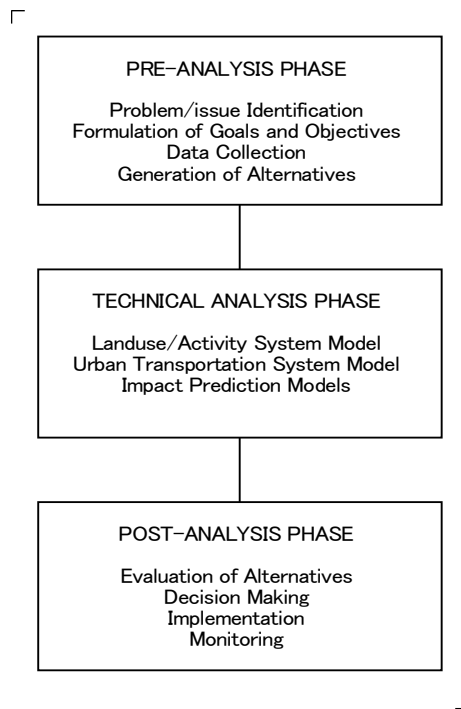 PRE-ANALYSIS PHASE
Problem/issue Identification
Formulation of Goals and Objectives
Data Collection
Generation of Alternatives
TECHNICAL ANALYSIS PHASE
Landuse/Activity System Model
Urban Transportation System Model
Impact Prediction Models
POST-ANALYSIS PHASE
Evaluation of Alternatives
Decision Making
Implementation
Monitoring